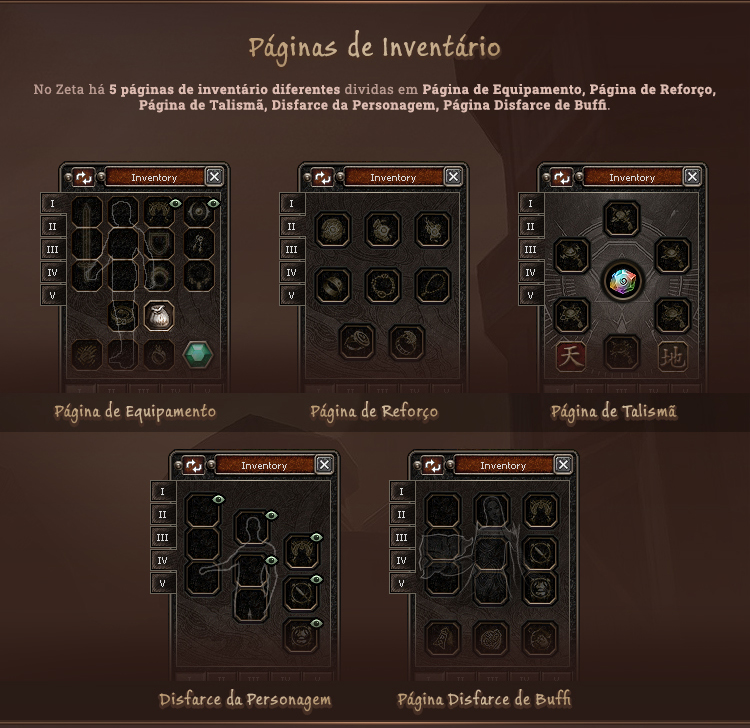 Páginas de Inventário
No Zeta há 5 páginas de inventário diferentes dividas em Página de Equipamento, Página de Reforço,
Página de Talismã, Disfarce da Personagem, Página Disfarce de Buffi.
Inventory
I
II
III
IV
V
Inventory
I
II
III
IV
V
Inventory
I
II
III
IV
V
天
地
Página de Equipamento
Página de Reforço
Página de Talismã
Inventory
I
II
III
IV
V
Inventory
I
II
III
IV
V
Disfarce da Personagem
Página Disfarce de Buffi